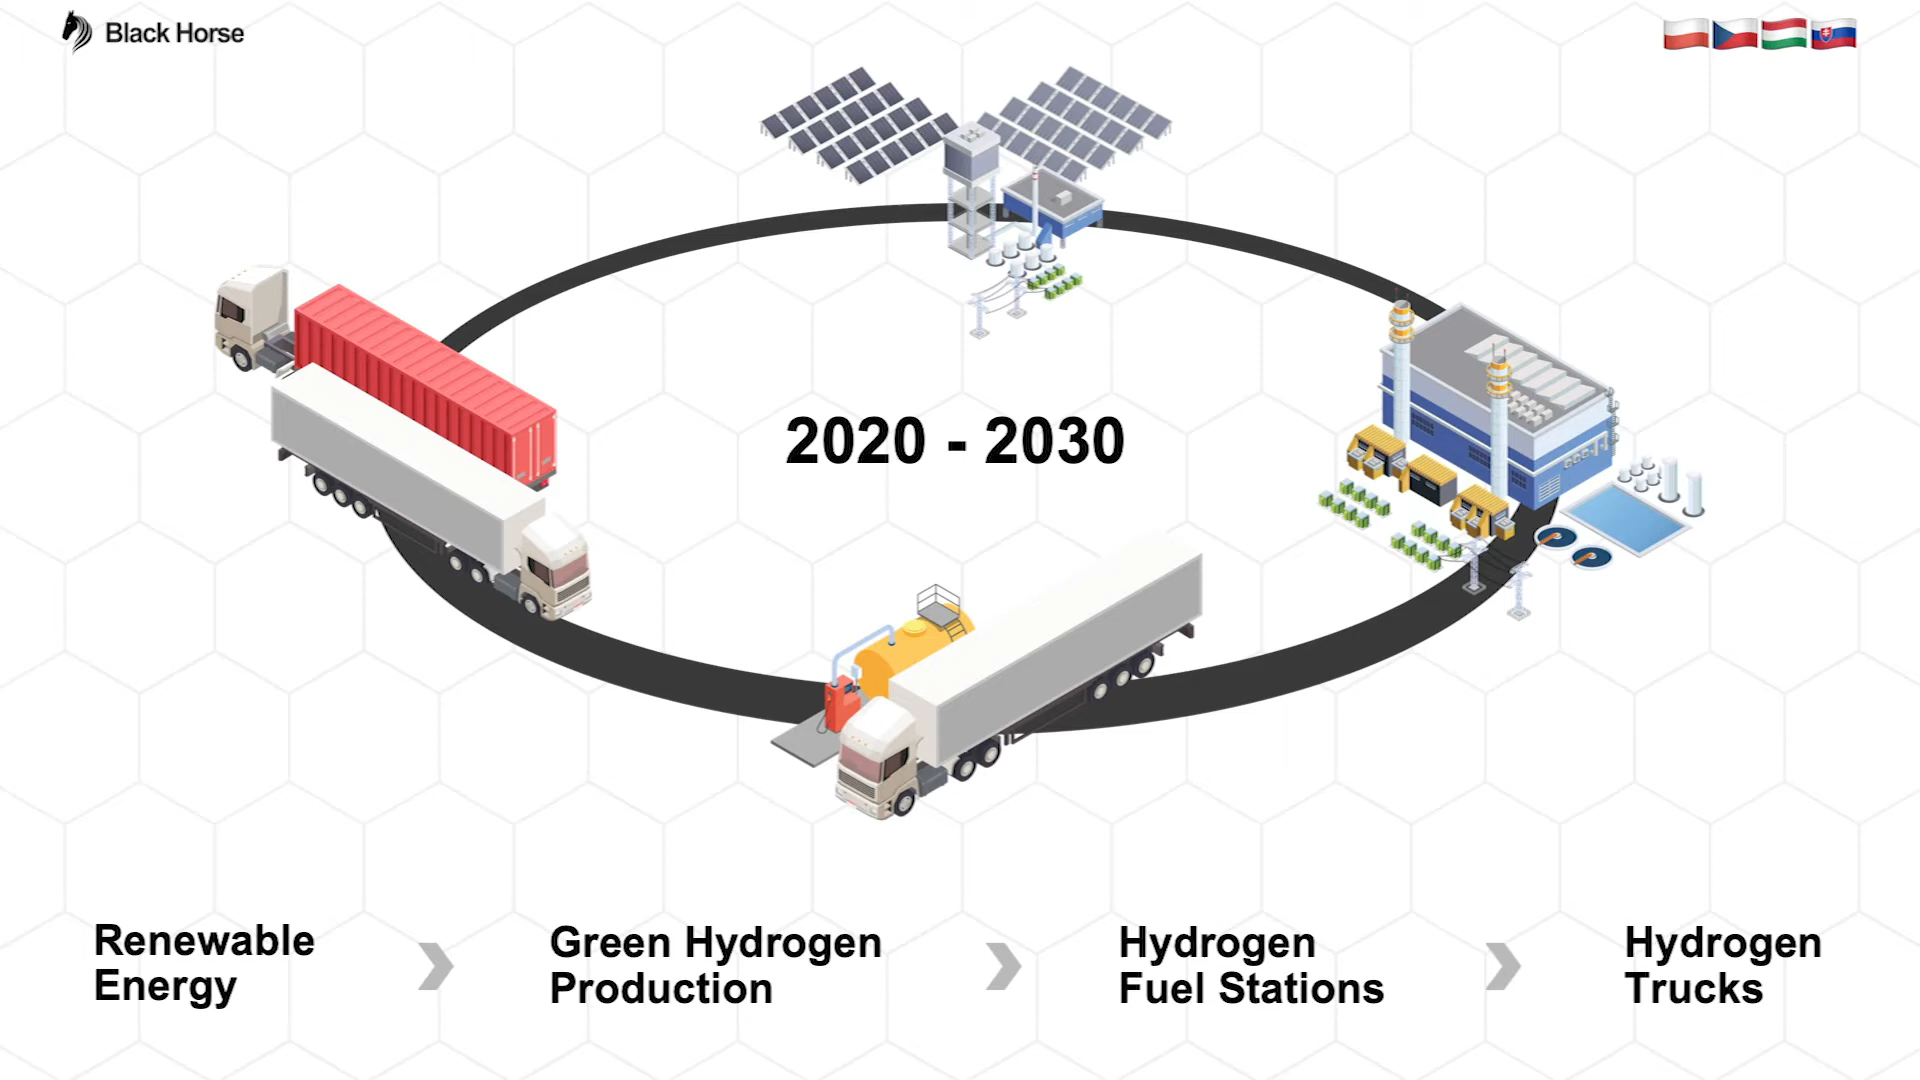 Black Horse
2020 - 2030
Renewable
Energy
Green Hydrogen
Production
Hydrogen
Fuel Stations
Hydrogen
Trucks